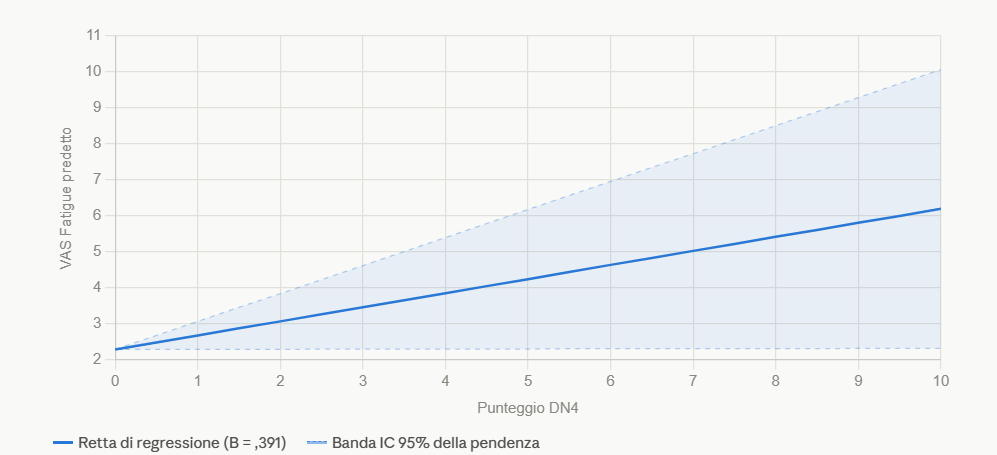 11
10
9
8
7
6
5
4
3
2
VAS Fatigue predetto
0 1 2 3 4 5 6 7 8 9 10
Punteggio DN4
Retta di regressione (B = ,391) Banda IC 95% della pendenza